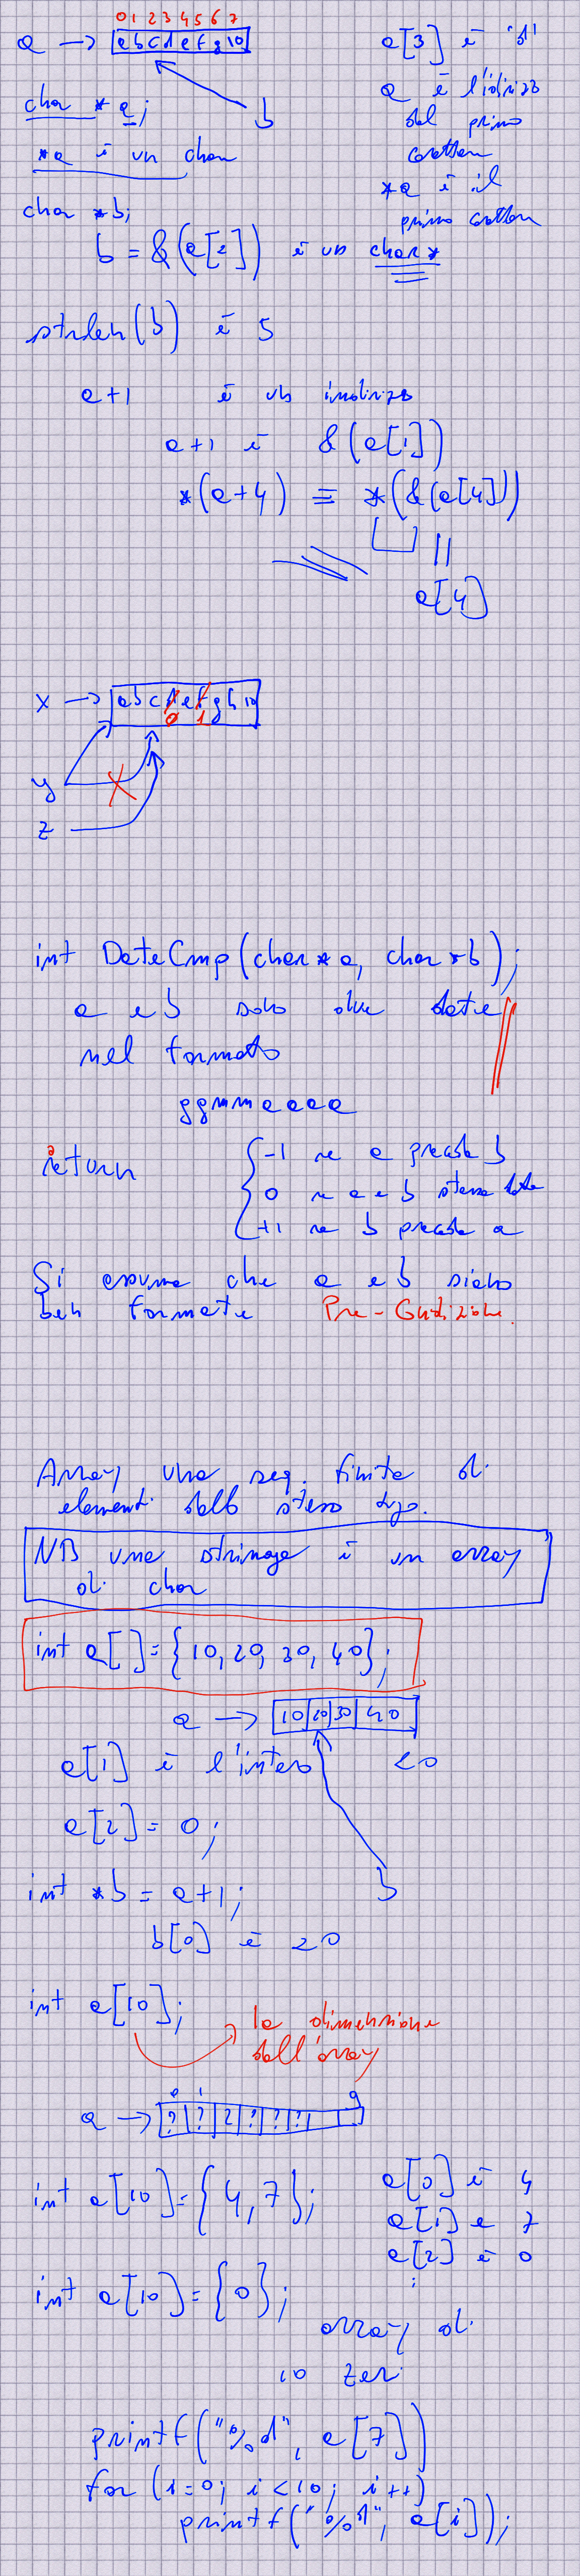 0 1 2 3 4 5 6 7
a → abcdefg\0
a[3] è 'd'
char * a;
b
a è l'indirizzo
del primo
carattere
*a è un char
*a è il
primo carattere
char *b;
b = &(a[2]) è un char*
strlen(b) è 5
a+1 è un indirizzo
a+1 è &(a[1])
*(a+4) ≡ *(&(a[4]))
||
a[4]
x → abcdefgh\0
0 1
y
z
int DateCmp(char *a, char *b);
a e b sono due date
nel formato
ggmmaaaa
return
-1 se a precede b
0 se a e b stessa data
+1 se b precede a
Si assume che a e b siano
ben formate Pre-Condizione.
Array una seq. finita di
elementi dello stesso tipo.
NB una stringa è un array
di char
int a[]={10, 20, 30, 40};
a → 10 20 30 40
a[1] è l'intero 20
a[2] = 0;
int *b = a+1;
b
b[0] è 20
int a[10];
la dimensione
dell'array
0 1 9
a → ? ? ? ? ? ?
int a[10]={4,7};
a[0] è 4
a[1] è 7
a[2] è 0
int a[10]={0};
array di
10 zeri
printf("%d", a[7])
for (i=0; i<10; i++)
printf("%d", a[i]);